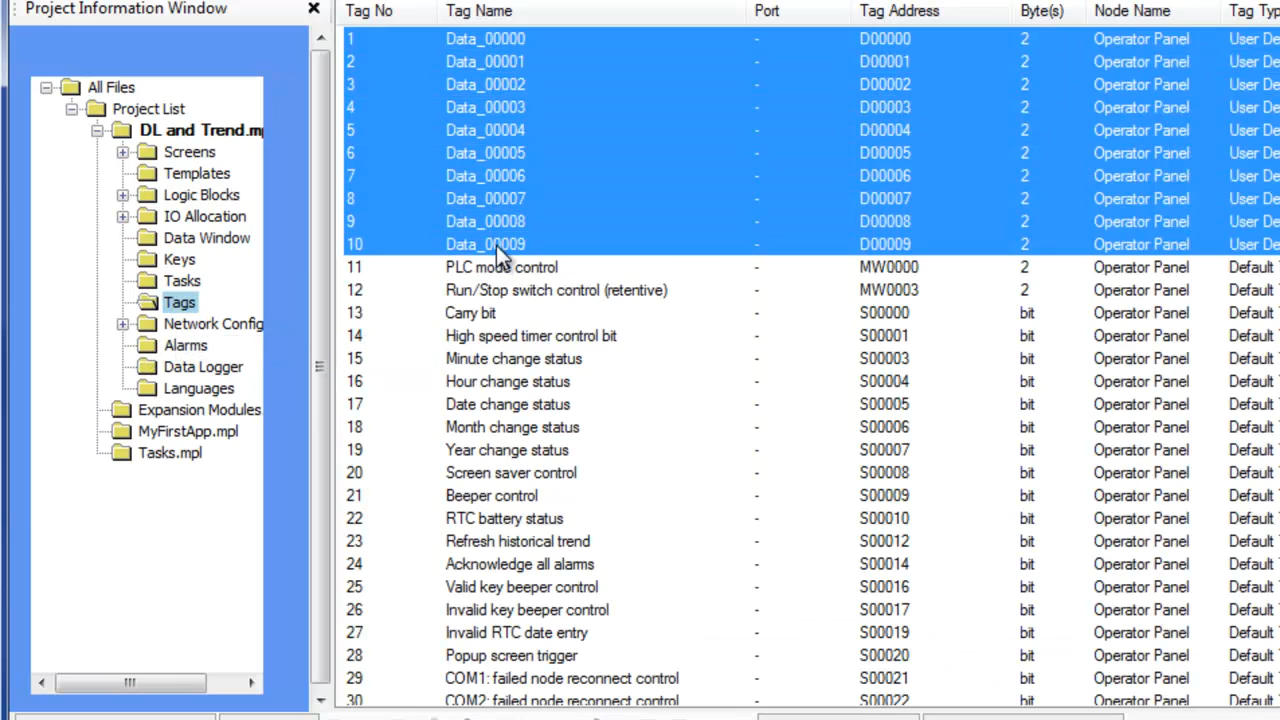 Project Information Window
All Files
Project List
DL and Trend.mp
Screens
Templates
Logic Blocks
IO Allocation
Data Window
Keys
Tasks
Tags
Network Config
Alarms
Data Logger
Languages
Expansion Modules
MyFirstApp.mpl
Tasks.mpl
Tag No Tag Name Port Tag Address Byte(s) Node Name Tag Typ
1 Data_00000 - D00000 2 Operator Panel User De
2 Data_00001 - D00001 2 Operator Panel User De
3 Data_00002 - D00002 2 Operator Panel User De
4 Data_00003 - D00003 2 Operator Panel User De
5 Data_00004 - D00004 2 Operator Panel User De
6 Data_00005 - D00005 2 Operator Panel User De
7 Data_00006 - D00006 2 Operator Panel User De
8 Data_00007 - D00007 2 Operator Panel User De
9 Data_00008 - D00008 2 Operator Panel User De
10 Data_00009 - D00009 2 Operator Panel User De
11 PLC mode control - MW0000 2 Operator Panel Default
12 Run/Stop switch control (retentive) - MW0003 2 Operator Panel Default
13 Carry bit - S00000 bit Operator Panel Default
14 High speed timer control bit - S00001 bit Operator Panel Default
15 Minute change status - S00003 bit Operator Panel Default
16 Hour change status - S00004 bit Operator Panel Default
17 Date change status - S00005 bit Operator Panel Default
18 Month change status - S00006 bit Operator Panel Default
19 Year change status - S00007 bit Operator Panel Default
20 Screen saver control - S00008 bit Operator Panel Default
21 Beeper control - S00009 bit Operator Panel Default
22 RTC battery status - S00010 bit Operator Panel Default
23 Refresh historical trend - S00012 bit Operator Panel Default
24 Acknowledge all alarms - S00014 bit Operator Panel Default
25 Valid key beeper control - S00016 bit Operator Panel Default
26 Invalid key beeper control - S00017 bit Operator Panel Default
27 Invalid RTC date entry - S00019 bit Operator Panel Default
28 Popup screen trigger - S00020 bit Operator Panel Default
29 COM1: failed node reconnect control - S00021 bit Operator Panel Default
30 COM2: failed node reconnect control - S00022 bit Operator Panel Default